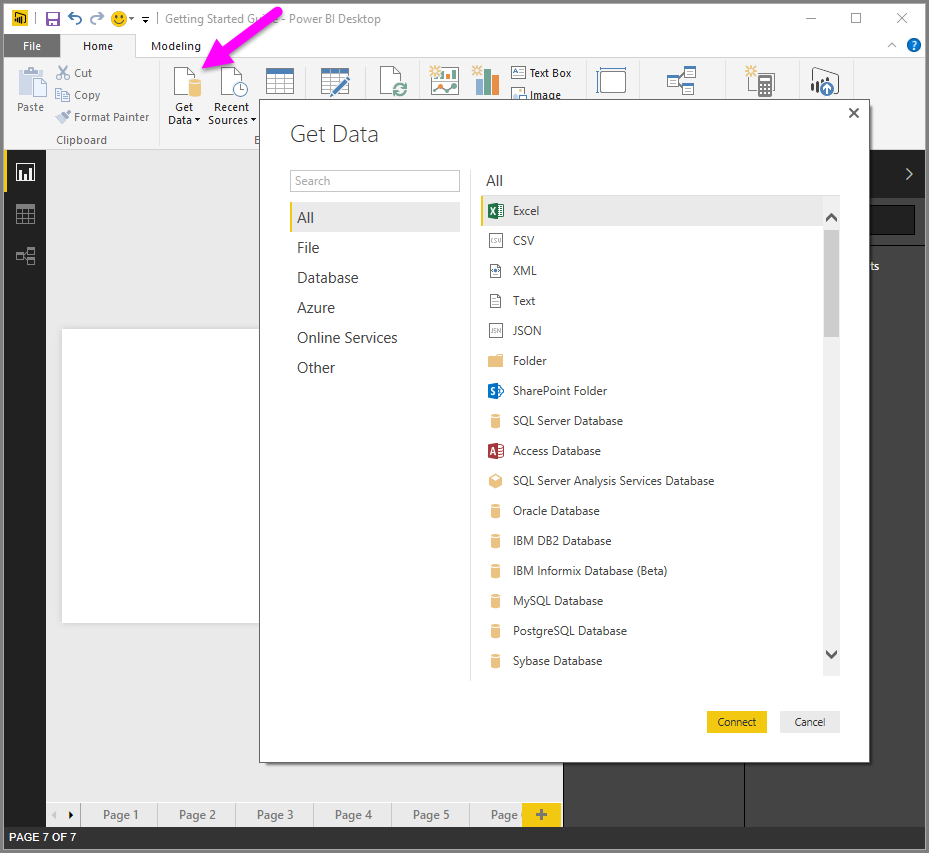 Getting Started Gu - Power BI Desktop
File
Home
Modeling
Paste
Cut
Copy
Format Painter
Clipboard
Get
Data
Recent
Sources
Text Box
Image
Get Data
Search
All
File
Database
Azure
Online Services
Other
All
Excel
CSV
XML
Text
JSON
Folder
SharePoint Folder
SQL Server Database
Access Database
SQL Server Analysis Services Database
Oracle Database
IBM DB2 Database
IBM Informix Database (Beta)
MySQL Database
PostgreSQL Database
Sybase Database
Connect
Cancel
Page 1
Page 2
Page 3
Page 4
Page 5
Page
PAGE 7 OF 7